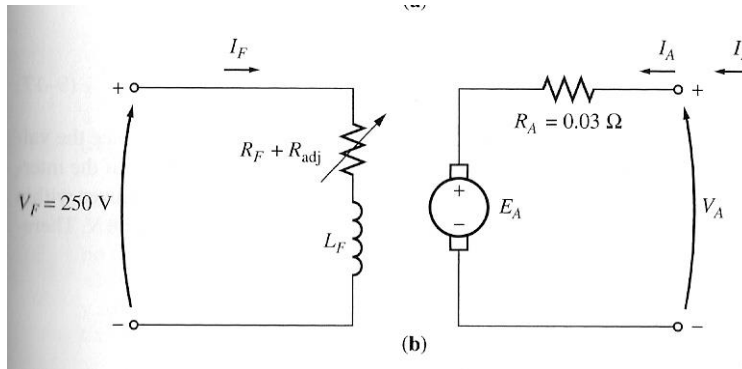 (a)
I_F
I_A
+
+
R_F + R_adj
R_A = 0.03 Ω
V_F = 250 V
+
−
E_A
V_A
L_F
−
−
(b)